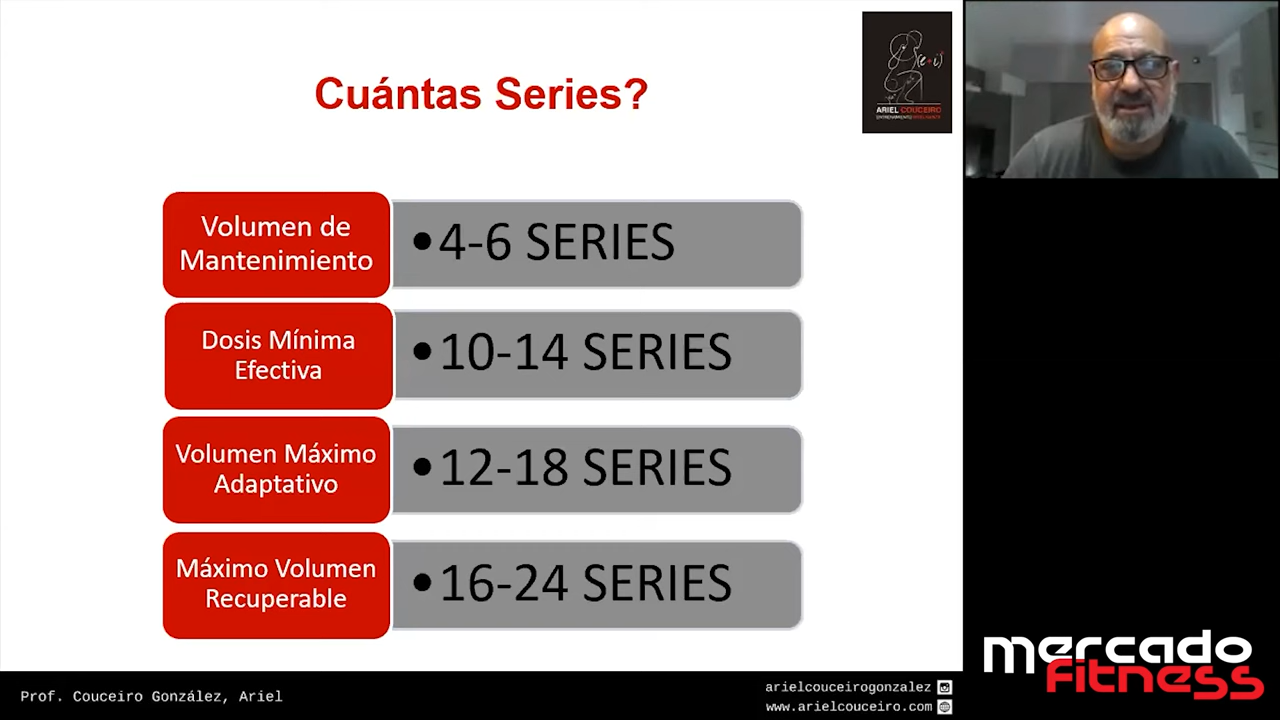 Cuántas Series?
(e+i)
ARIEL COUCEIRO
Volumen de
Mantenimiento
•4-6 SERIES
Dosis Mínima
Efectiva
•10-14 SERIES
Volumen Máximo
Adaptativo
•12-18 SERIES
Máximo Volumen
Recuperable
•16-24 SERIES
mercado
fitness
Prof. Couceiro González, Ariel
arielcouceirogonzalez
www.arielcouceiro.com